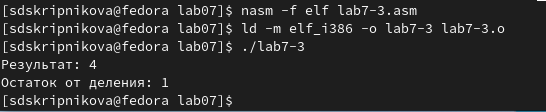 [sdskripnikova@fedora lab07]$ nasm -f elf lab7-3.asm
[sdskripnikova@fedora lab07]$ ld -m elf_i386 -o lab7-3 lab7-3.o
[sdskripnikova@fedora lab07]$ ./lab7-3
Результат: 4
Остаток от деления: 1
[sdskripnikova@fedora lab07]$